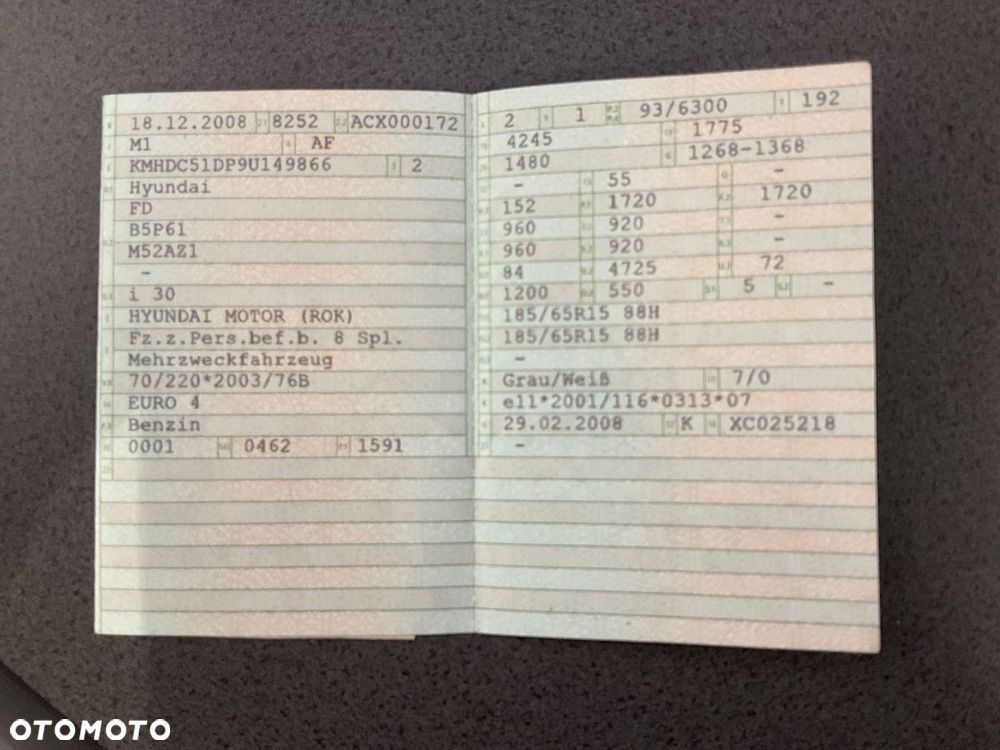 18.12.2008 8252 ACX000172
M1 AF
KMHDC51DP9U149866 2
Hyundai
FD
B5P61
M52AZ1
-
i 30
HYUNDAI MOTOR (ROK)
Fz.z.Pers.bef.b. 8 Spl.
Mehrzweckfahrzeug
70/220*2003/76B
EURO 4
Benzin
0001 0462 1591
22
2 1 93/6300 192
4245 1775
1480 1268-1368
- 55 -
152 1720 1720
960 920 -
960 920 -
84 4725 72
1200 550 5 -
185/65R15 88H
185/65R15 88H
-
Grau/Weiß 7/0
e11*2001/116*0313*07
29.02.2008 K XC025218
-
OTOMOTO